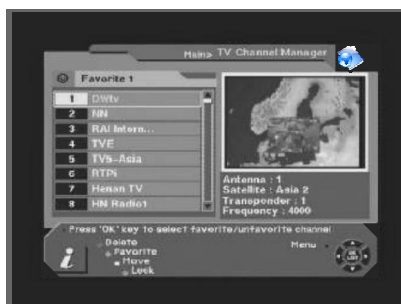 Main> TV Channel Manager
Favorite 1
1 DWtv
2 NN
3 RAI Intern...
4 TVE
5 TV5-Asia
6 RTPi
7 Henan TV
8 HN Radio1
Antenna : 1
Satellite : Asia 2
Transponder : 1
Frequency : 4000
Press 'OK' key to select favorite/unfavorite channel
Delete
Favorite
Move
Lock
Menu